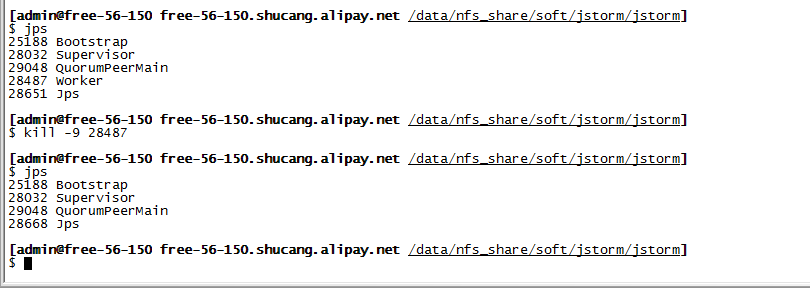 [admin@free-56-150 free-56-150.shucang.alipay.net /data/nfs_share/soft/jstorm/jstorm]
$ jps
25188 Bootstrap
28032 Supervisor
29048 QuorumPeerMain
28487 Worker
28651 Jps
[admin@free-56-150 free-56-150.shucang.alipay.net /data/nfs_share/soft/jstorm/jstorm]
$ kill -9 28487
[admin@free-56-150 free-56-150.shucang.alipay.net /data/nfs_share/soft/jstorm/jstorm]
$ jps
25188 Bootstrap
28032 Supervisor
29048 QuorumPeerMain
28668 Jps
[admin@free-56-150 free-56-150.shucang.alipay.net /data/nfs_share/soft/jstorm/jstorm]
$